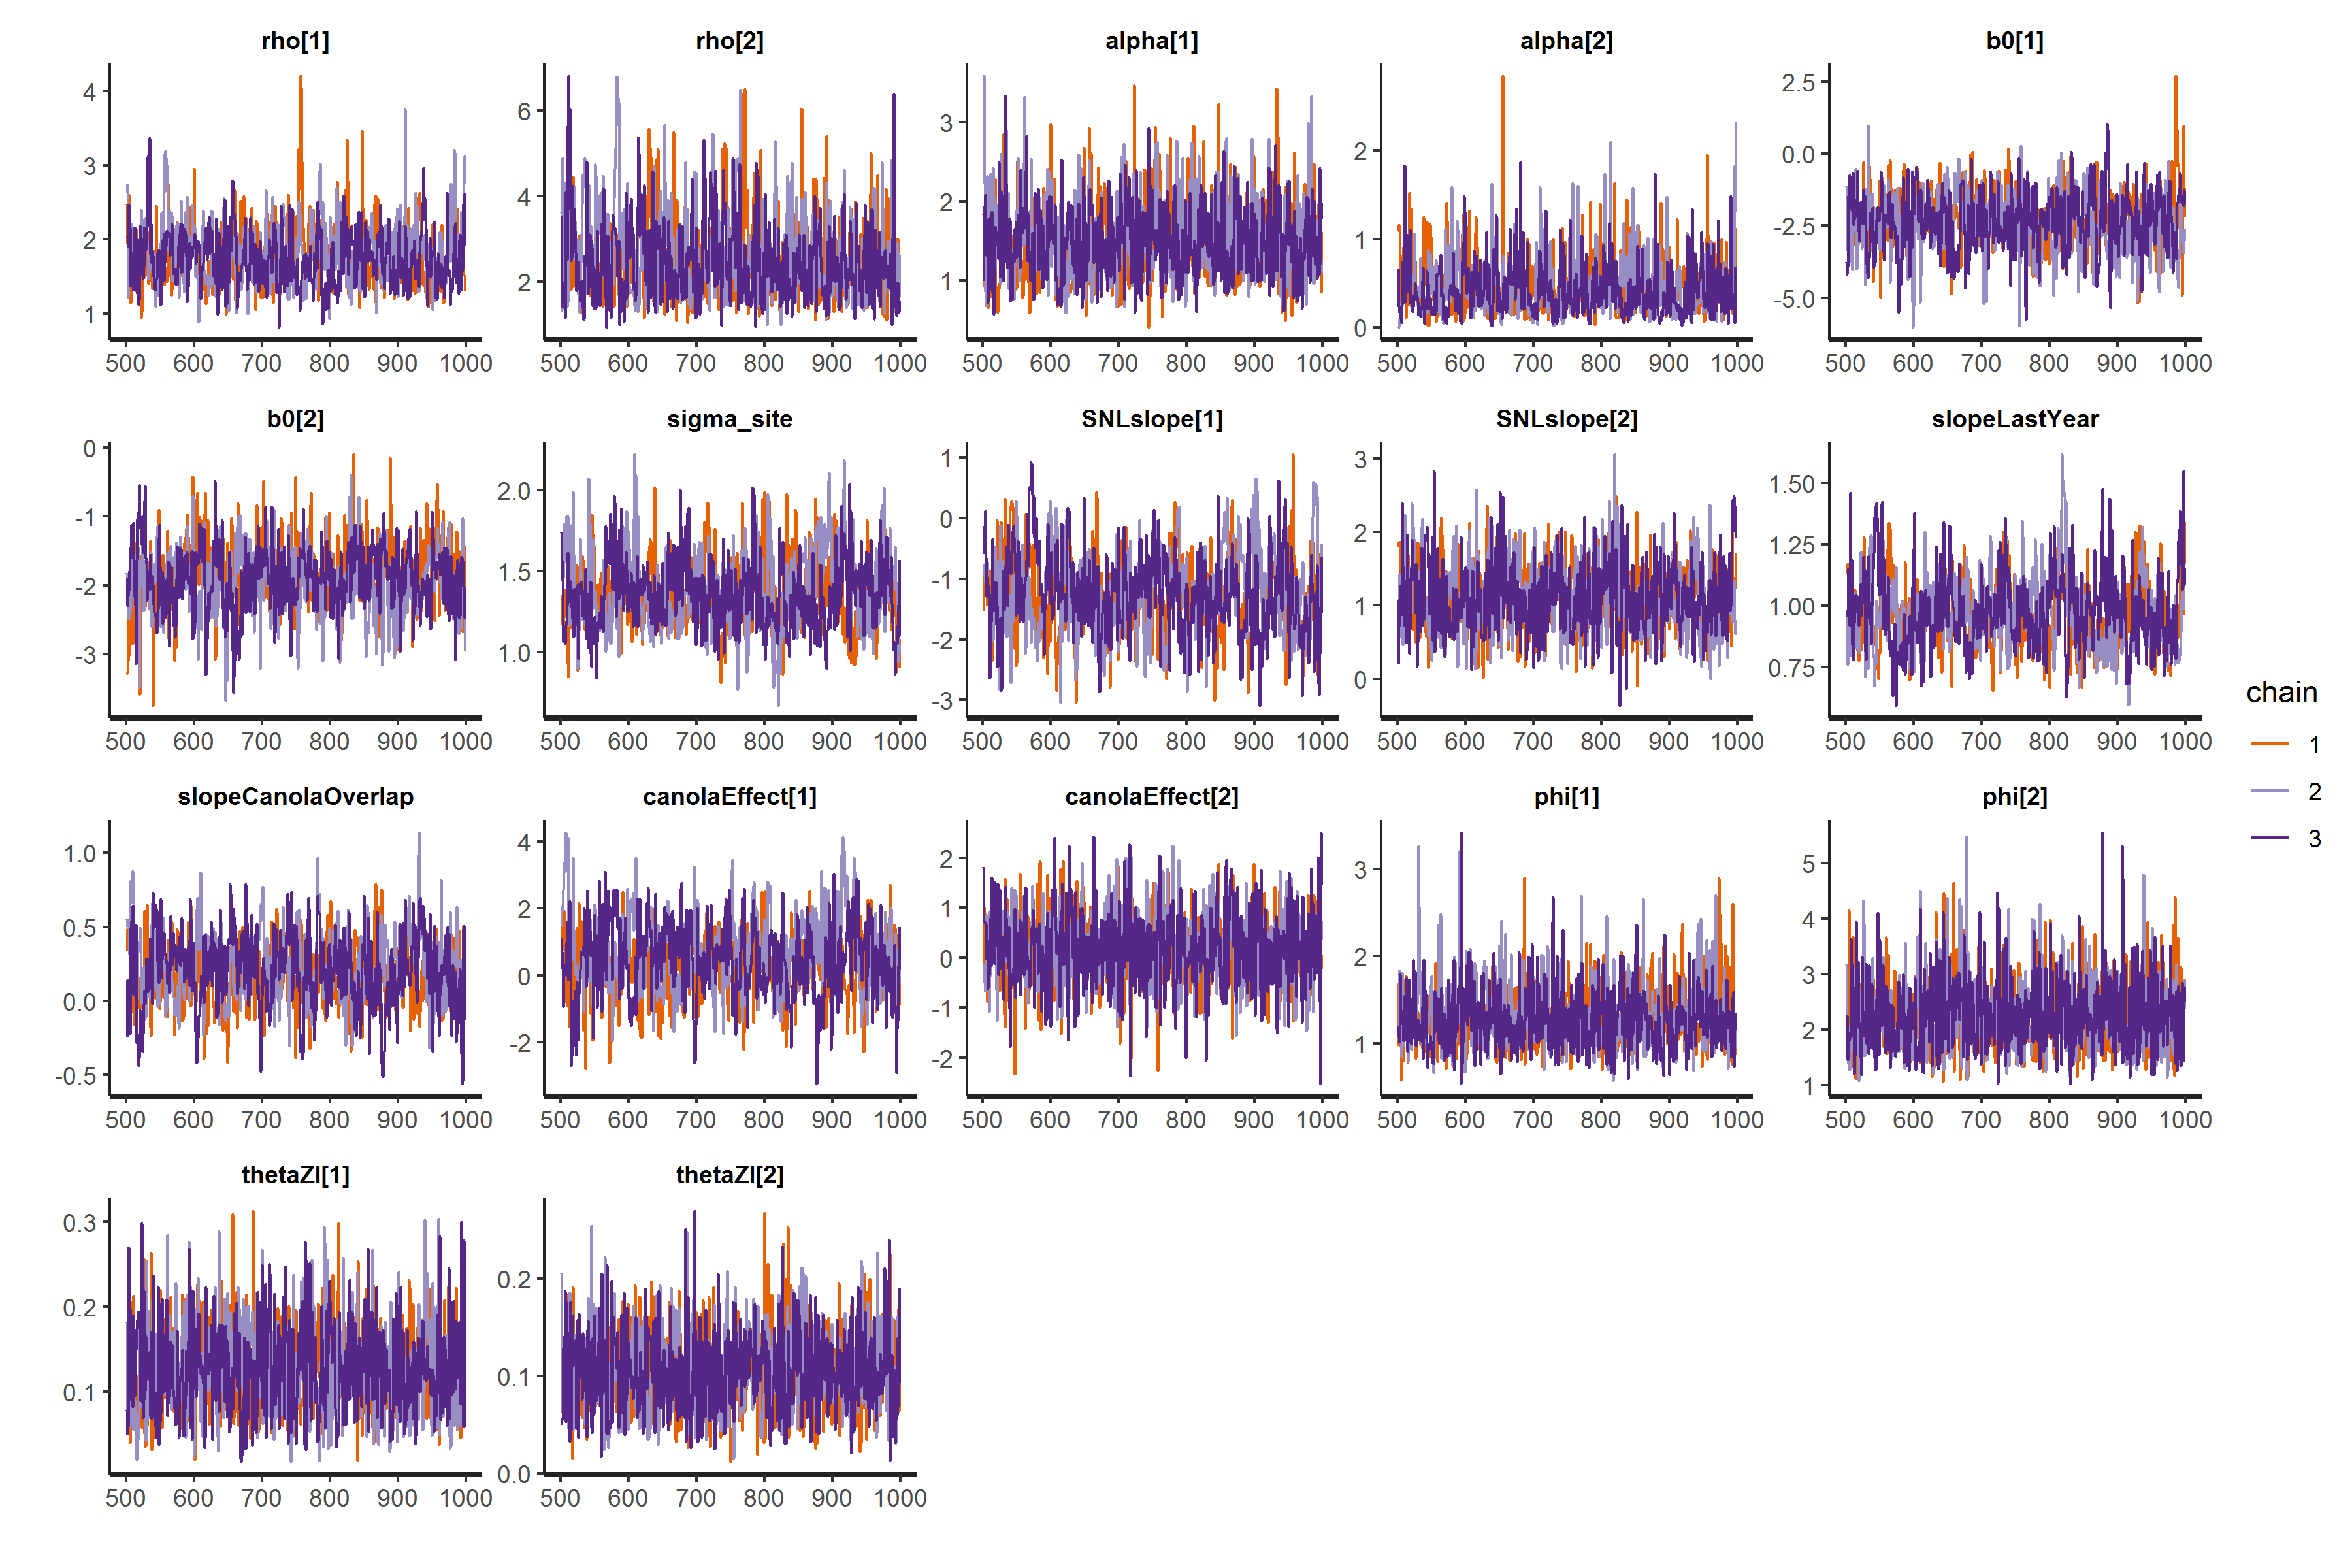 rho[1] rho[2] alpha[1] alpha[2] b0[1]
4 3 2 1
6 4 2
3 2 1
2 1 0
2.5 0.0 -2.5 -5.0
500 600 700 800 900 1000 500 600 700 800 900 1000 500 600 700 800 900 1000 500 600 700 800 900 1000 500 600 700 800 900 1000
b0[2] sigma_site SNLslope[1] SNLslope[2] slopeLastYear
0 -1 -2 -3
2.0 1.5 1.0
1 0 -1 -2 -3
3 2 1 0
1.50 1.25 1.00 0.75
500 600 700 800 900 1000 500 600 700 800 900 1000 500 600 700 800 900 1000 500 600 700 800 900 1000 500 600 700 800 900 1000
slopeCanolaOverlap canolaEffect[1] canolaEffect[2] phi[1] phi[2]
1.0 0.5 0.0 -0.5
4 2 0 -2
2 1 0 -1 -2
3 2 1
5 4 3 2 1
500 600 700 800 900 1000 500 600 700 800 900 1000 500 600 700 800 900 1000 500 600 700 800 900 1000 500 600 700 800 900 1000
thetaZI[1] thetaZI[2]
0.3 0.2 0.1
0.2 0.1 0.0
500 600 700 800 900 1000 500 600 700 800 900 1000
chain
1
2
3